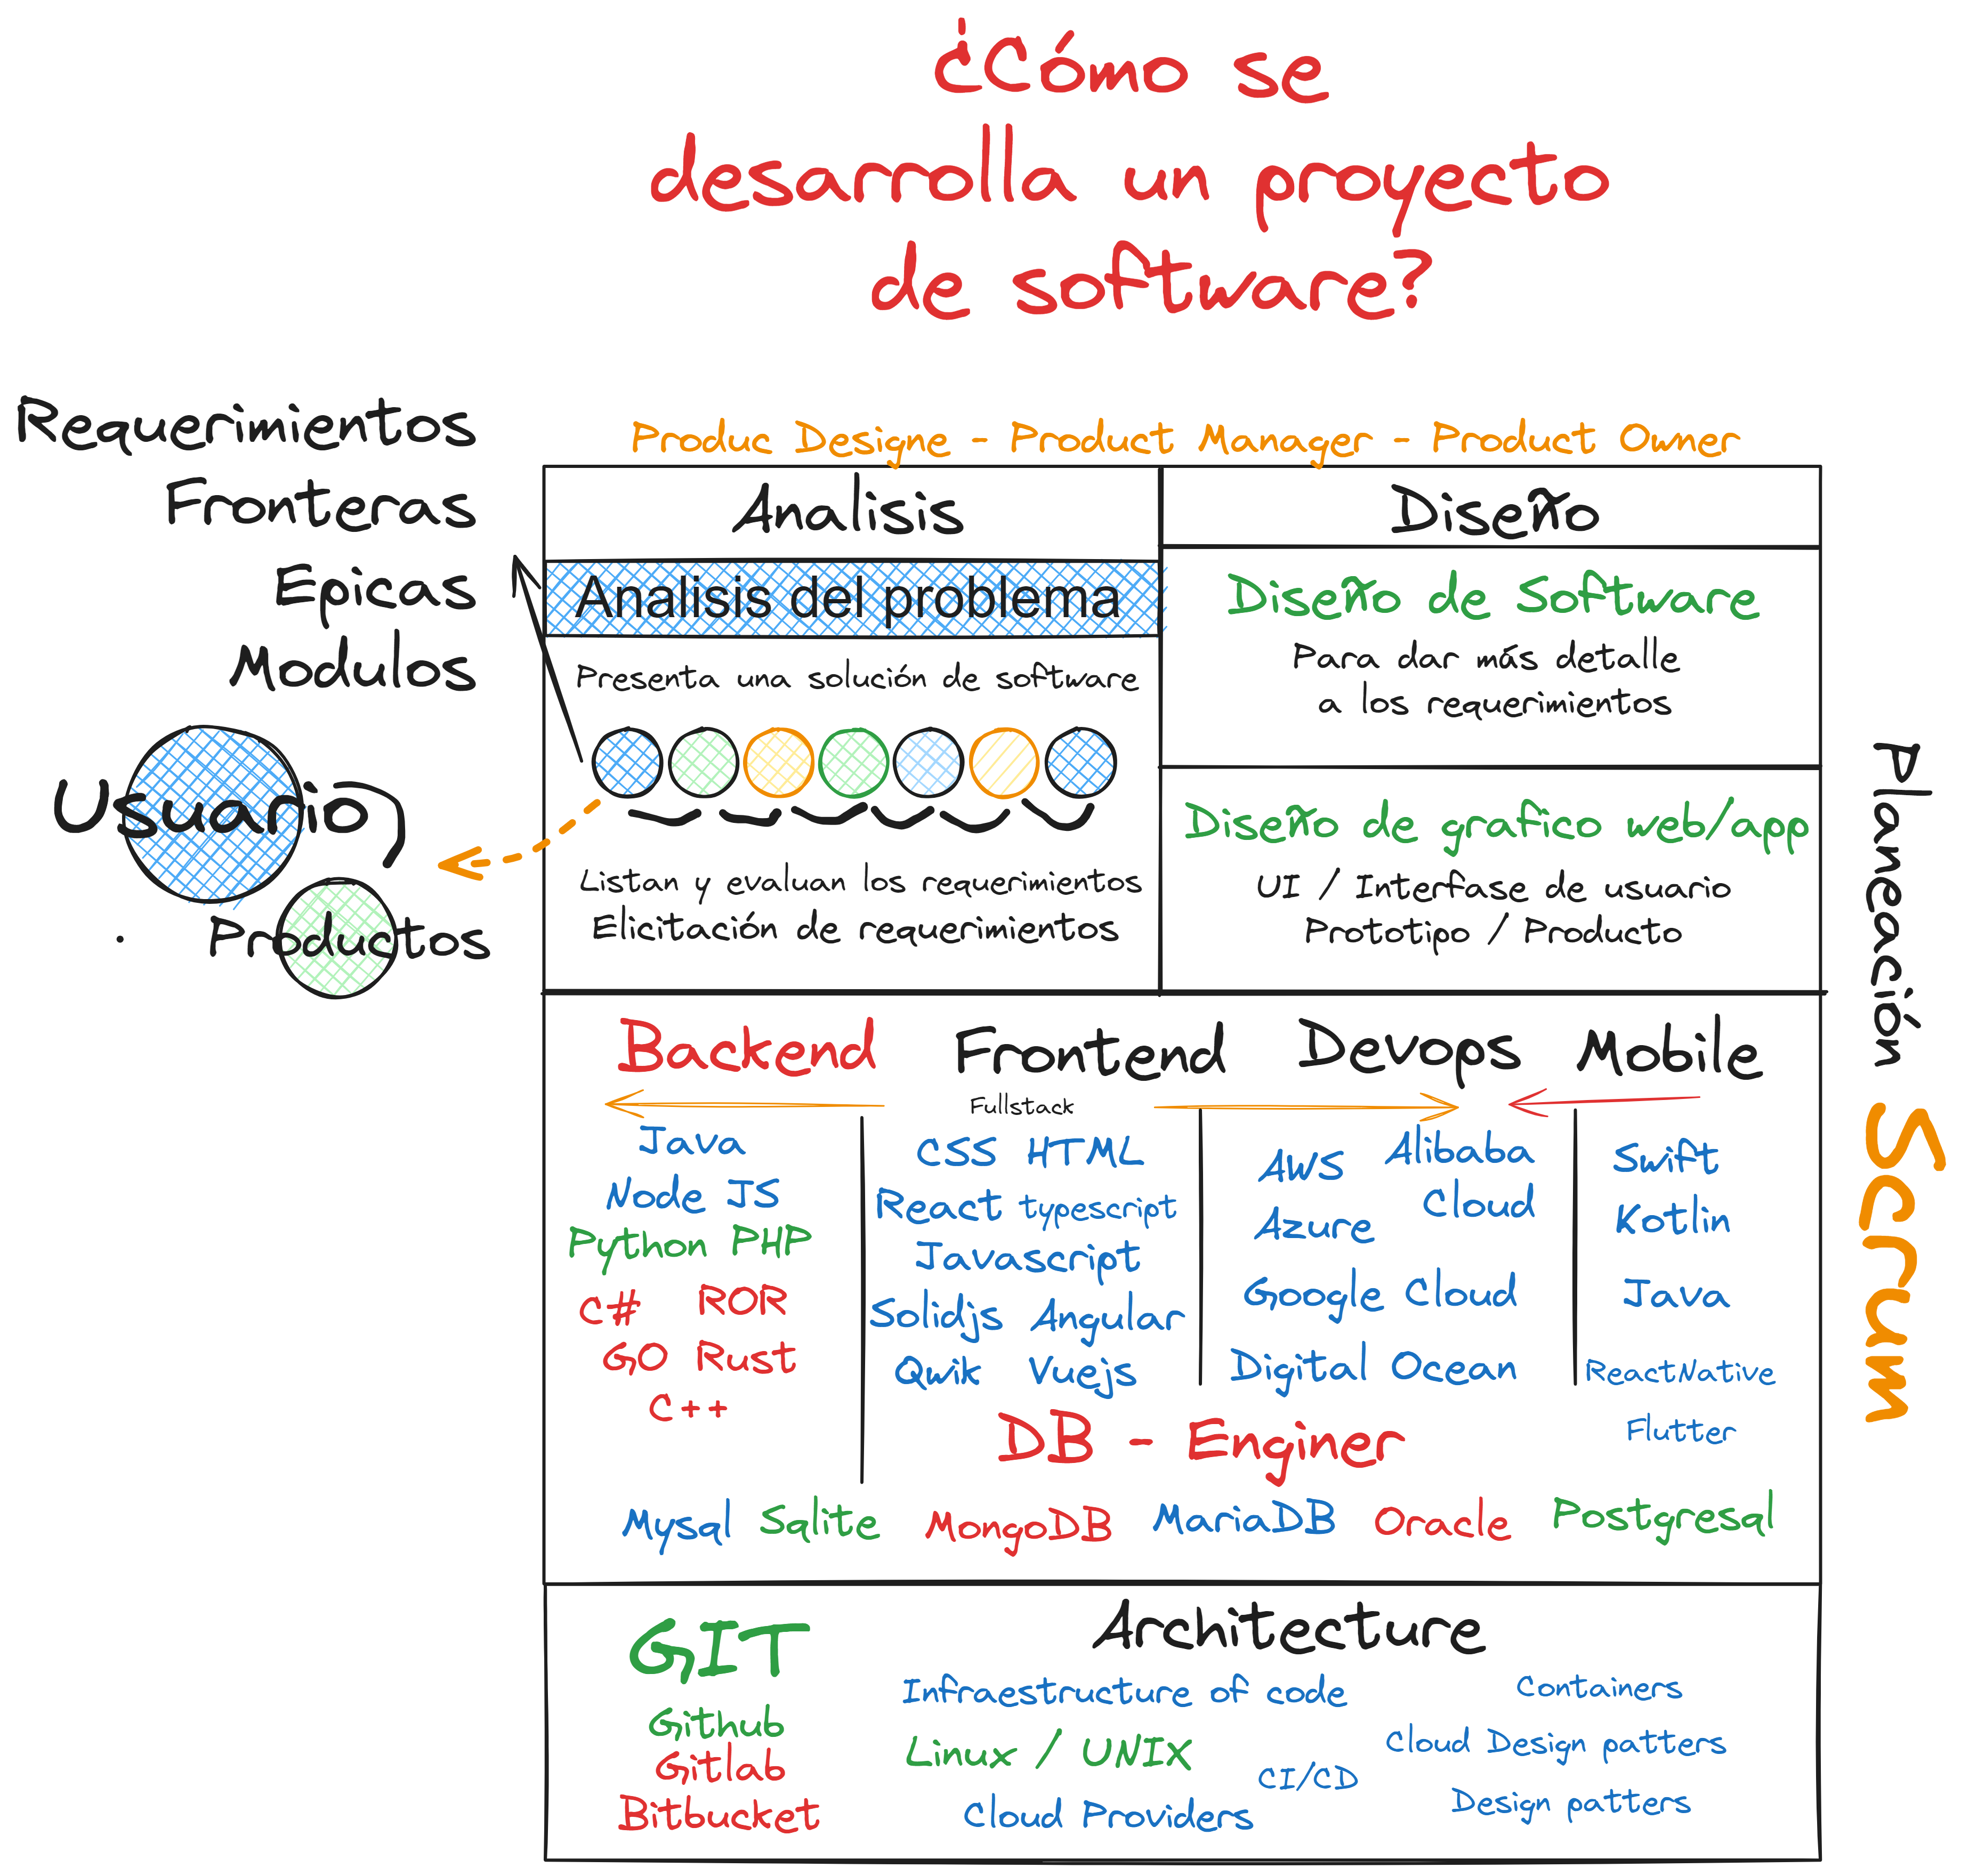 ¿Cómo se
desarrolla un proyecto
de software?
Requerimientos
Fronteras
Epicas
Modulos
Usuario
Productos
Produc Designe - Product Manager - Product Owner
Analisis
Analisis del problema
Presenta una solución de software
Listan y evaluan los requerimientos
Elicitación de requerimientos
Diseño
Diseño de Software
Para dar más detalle
a los requerimientos
Diseño de grafico web/app
UI / Interfase de usuario
Prototipo / Producto
Planeación Scrum
Backend Frontend Devops Mobile
Fullstack
Java
Node JS
Python PHP
C# ROR
GO Rust
C++
CSS HTML
React typescript
Javascript
Solidjs Angular
Qwik Vuejs
AWS Alibaba
Cloud
Azure
Google Cloud
Digital Ocean
Swift
Kotlin
Java
ReactNative
Flutter
DB - Enginer
Mysql Sqlite MongoDB MariaDB Oracle Postgresql
GIT
Github
Gitlab
Bitbucket
Architecture
Infraestructure of code
Containers
Linux / UNIX
Cloud Design patters
CI/CD
Cloud Providers
Design patters